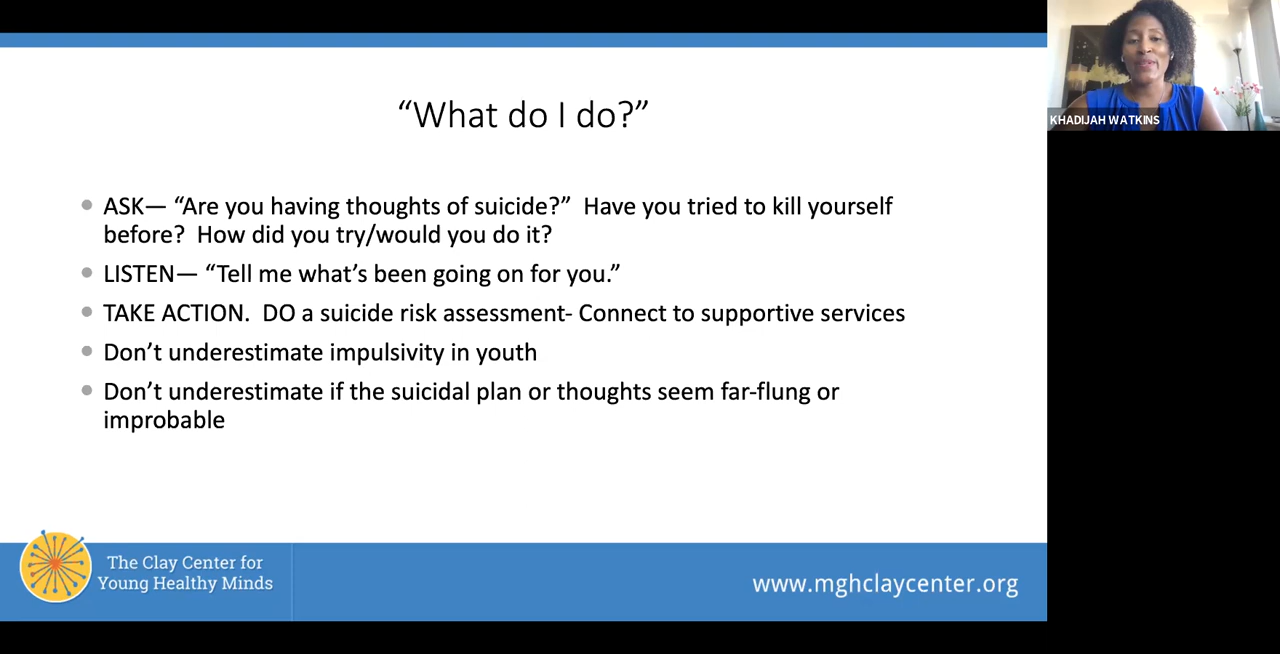 “What do I do?”
ASK— “Are you having thoughts of suicide?”  Have you tried to kill yourself
before?  How did you try/would you do it?
LISTEN— “Tell me what’s been going on for you.”
TAKE ACTION.  DO a suicide risk assessment- Connect to supportive services
Don’t underestimate impulsivity in youth
Don’t underestimate if the suicidal plan or thoughts seem far-flung or
improbable
The Clay Center for
Young Healthy Minds
www.mghclaycenter.org
KHADIJAH WATKINS